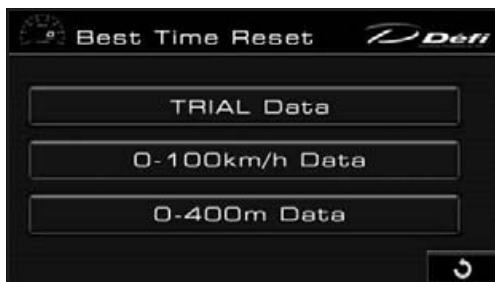 Best Time Reset
Defi
TRIAL Data
0-100km/h Data
0-400m Data